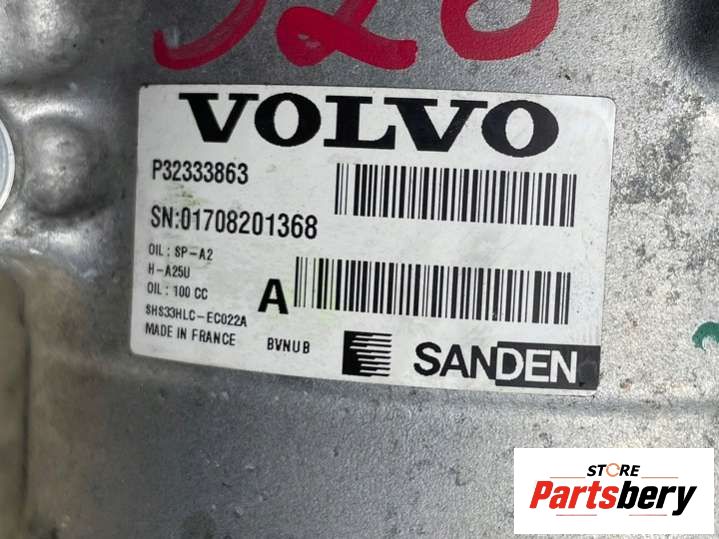 328
VOLVO
P32333863
SN:01708201368
OIL : SP-A2
H-A25U
OIL : 100 CC
A
SHS33HLC-EC022A
MADE IN FRANCE
BVNUB
SANDEN
STORE
Partsbery